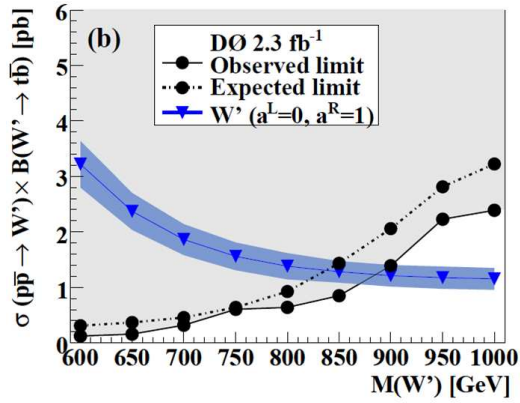 σ (pp̅ → W') × B(W' → tb̅) [pb]
6
5
4
3
2
1
0
(b)
DØ 2.3 fb⁻¹
Observed limit
Expected limit
W' (aᴸ=0, aᴿ=1)
600 650 700 750 800 850 900 950 1000
M(W') [GeV]